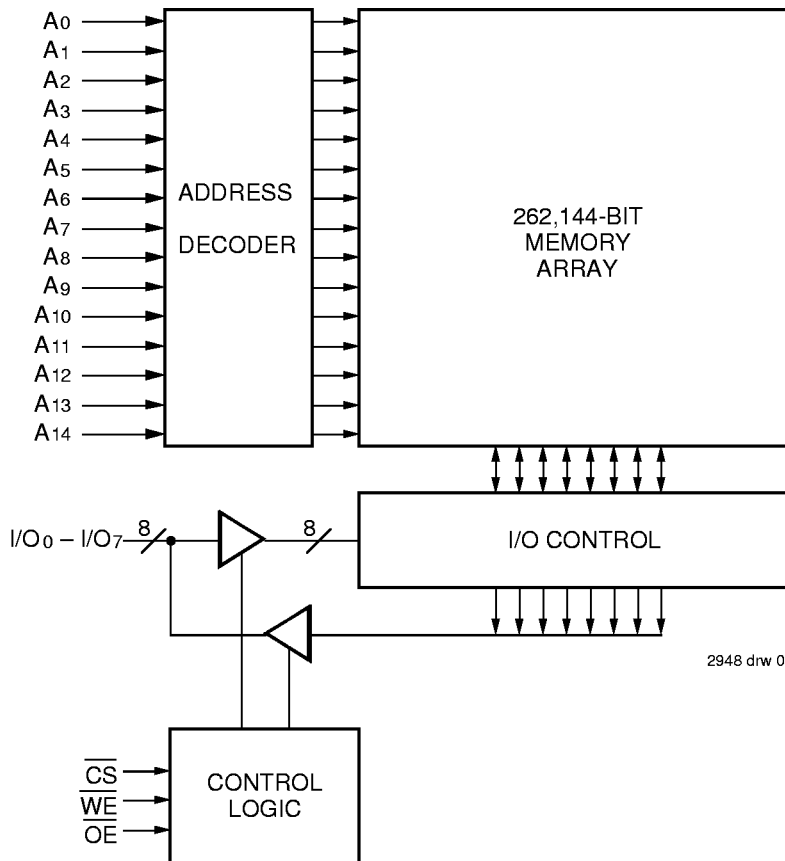 A0
A1
A2
A3
A4
A5
A6
A7
A8
A9
A10
A11
A12
A13
A14
ADDRESS
DECODER
262,144-BIT
MEMORY
ARRAY
I/O0 – I/O7
8
8
I/O CONTROL
2948 drw 0
CS
WE
OE
CONTROL
LOGIC